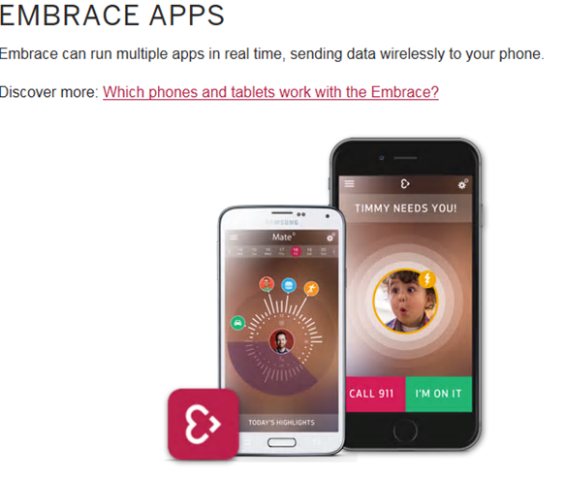 EMBRACE APPS
Embrace can run multiple apps in real time, sending data wirelessly to your phone.
Discover more: Which phones and tablets work with the Embrace?
SAMSUNG
Mate+
TODAY'S HIGHLIGHTS
TIMMY NEEDS YOU!
CALL 911
I'M ON IT